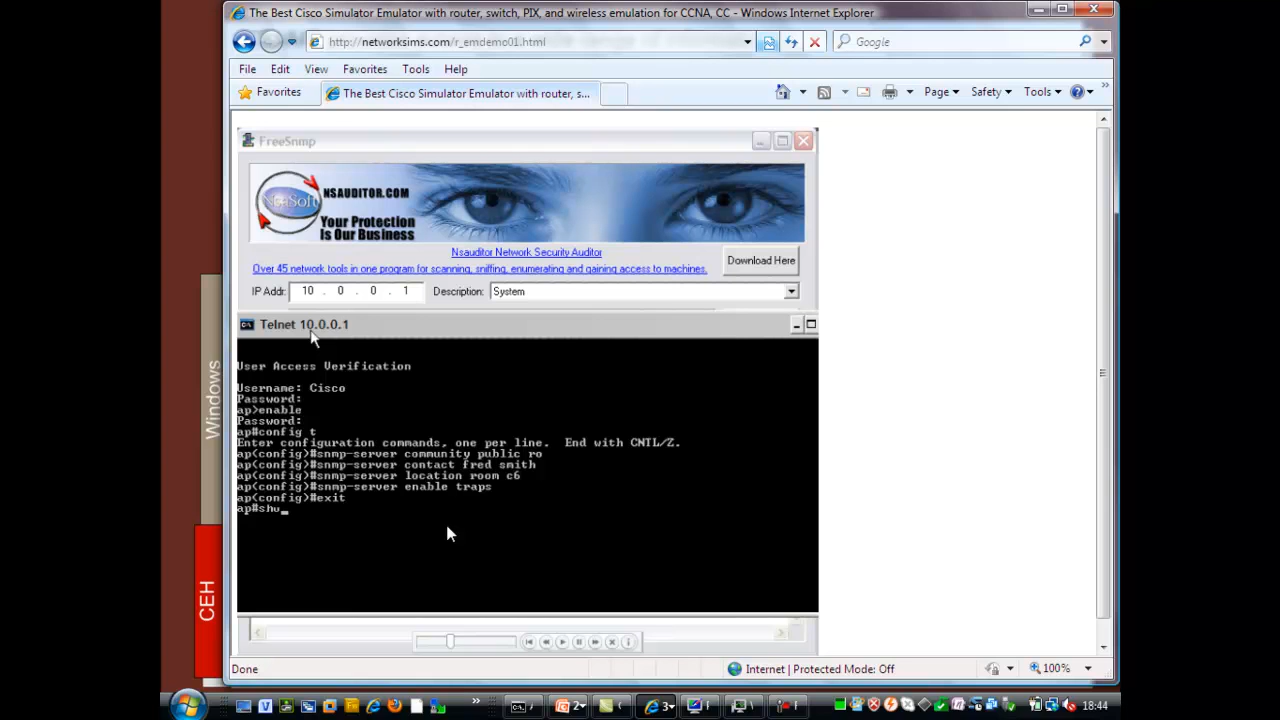 The Best Cisco Simulator Emulator with router, switch, PIX, and wireless emulation for CCNA, CC - Windows Internet Explorer
http://networksims.com/r_emdemo01.html
Google
File Edit View Favorites Tools Help
Favorites
The Best Cisco Simulator Emulator with router, s...
Page Safety Tools
FreeSnmp
NsaSoft
NSAUDITOR.COM
Your Protection
Is Our Business
Nsauditor Network Security Auditor
Over 45 network tools in one program for scanning, sniffing, enumerating and gaining access to machines.
Download Here
IP Addr: 10 . 0 . 0 . 1 Description: System
Telnet 10.0.0.1
User Access Verification
Username: Cisco
Password:
ap>enable
Password:
ap#config t
Enter configuration commands, one per line. End with CNTL/Z.
ap(config)#snmp-server community public ro
ap(config)#snmp-server contact fred smith
ap(config)#snmp-server location room c6
ap(config)#snmp-server enable traps
ap(config)#exit
ap#sho_
Windows
CEH
Done
Internet | Protected Mode: Off
100%
18:44